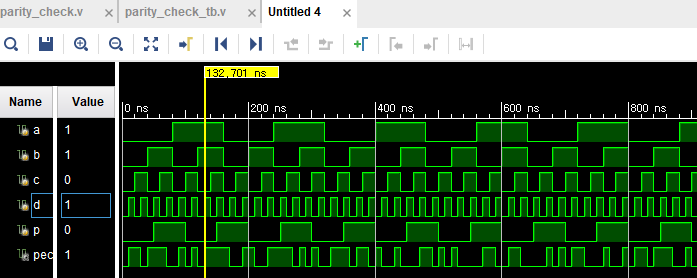 parity_check.v × parity_check_tb.v × Untitled 4 ×
132,701 ns
Name Value
0 ns 200 ns 400 ns 600 ns 800 ns
a 1
b 1
c 0
d 1
p 0
pec 1